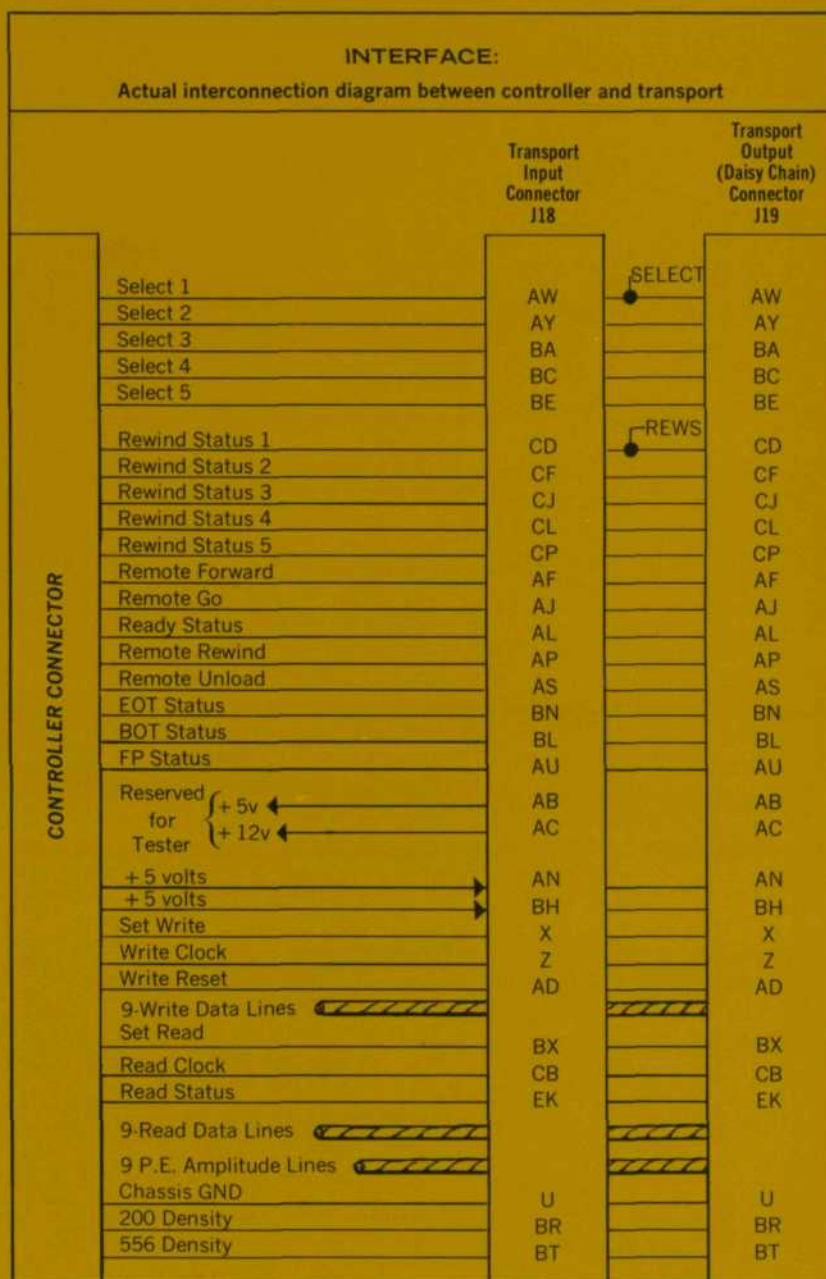 INTERFACE:
Actual interconnection diagram between controller and transport
Transport
Input
Connector
J18
Transport
Output
(Daisy Chain)
Connector
J19
CONTROLLER CONNECTOR
SELECT
Select 1 AW AW
Select 2 AY AY
Select 3 BA BA
Select 4 BC BC
Select 5 BE BE
REWS
Rewind Status 1 CD CD
Rewind Status 2 CF CF
Rewind Status 3 CJ CJ
Rewind Status 4 CL CL
Rewind Status 5 CP CP
Remote Forward AF AF
Remote Go AJ AJ
Ready Status AL AL
Remote Rewind AP AP
Remote Unload AS AS
EOT Status BN BN
BOT Status BL BL
FP Status AU AU
Reserved
for
Tester
+ 5v AB AB
+ 12v AC AC
+ 5 volts AN AN
+ 5 volts BH BH
Set Write X X
Write Clock Z Z
Write Reset AD AD
9-Write Data Lines
Set Read BX BX
Read Clock CB CB
Read Status EK EK
9-Read Data Lines
9 P.E. Amplitude Lines
Chassis GND U U
200 Density BR BR
556 Density BT BT